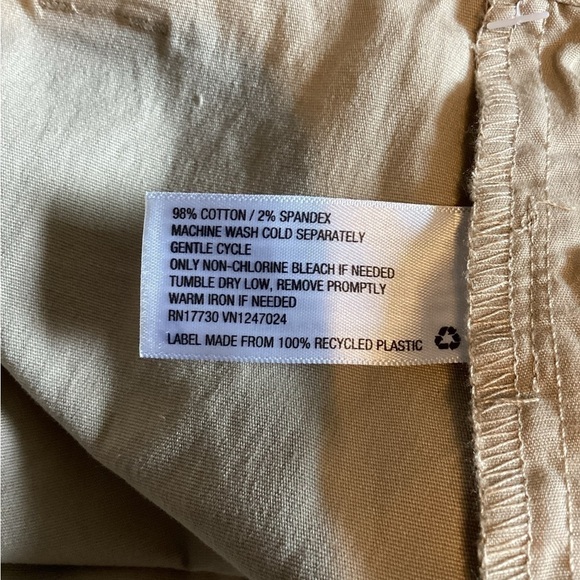 98% COTTON / 2% SPANDEX
MACHINE WASH COLD SEPARATELY
GENTLE CYCLE
ONLY NON-CHLORINE BLEACH IF NEEDED
TUMBLE DRY LOW, REMOVE PROMPTLY
WARM IRON IF NEEDED
RN17730 VN1247024
LABEL MADE FROM 100% RECYCLED PLASTIC